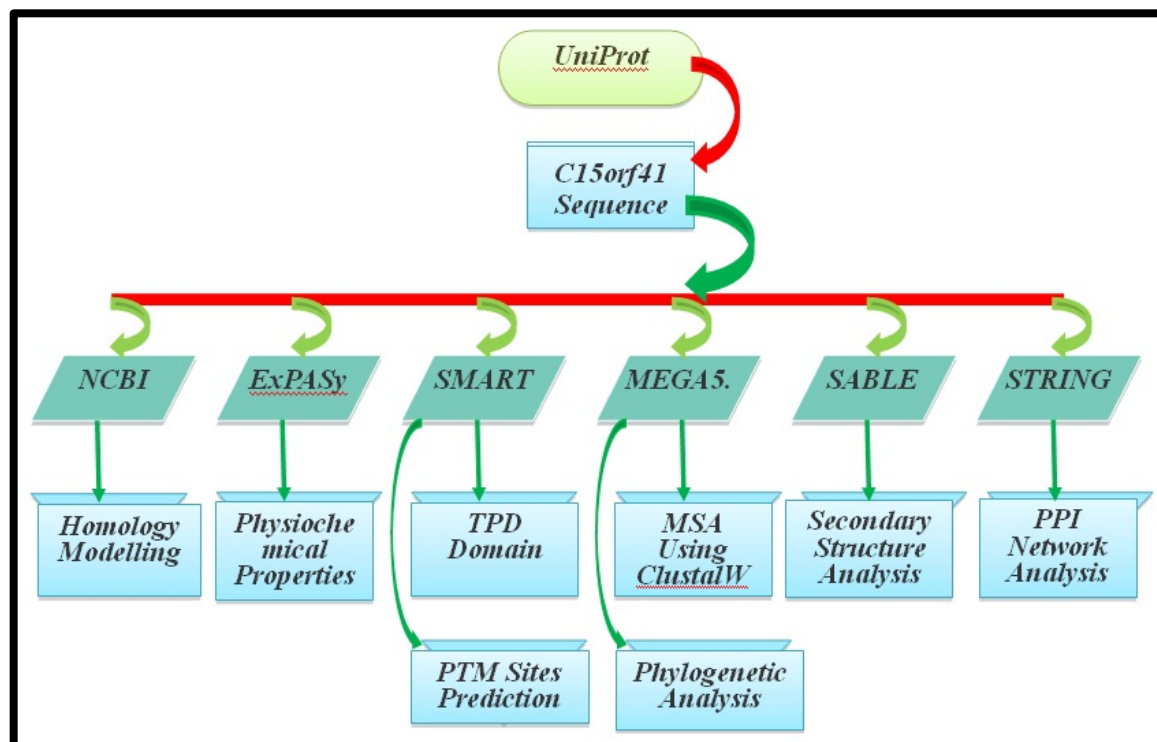 UniProt
C15orf41
Sequence
NCBI
ExPASy
SMART
MEGA5.
SABLE
STRING
Homology
Modelling
Physioche
mical
Properties
TPD
Domain
MSA
Using
ClustalW
Secondary
Structure
Analysis
PPI
Network
Analysis
PTM Sites
Prediction
Phylogenetic
Analysis